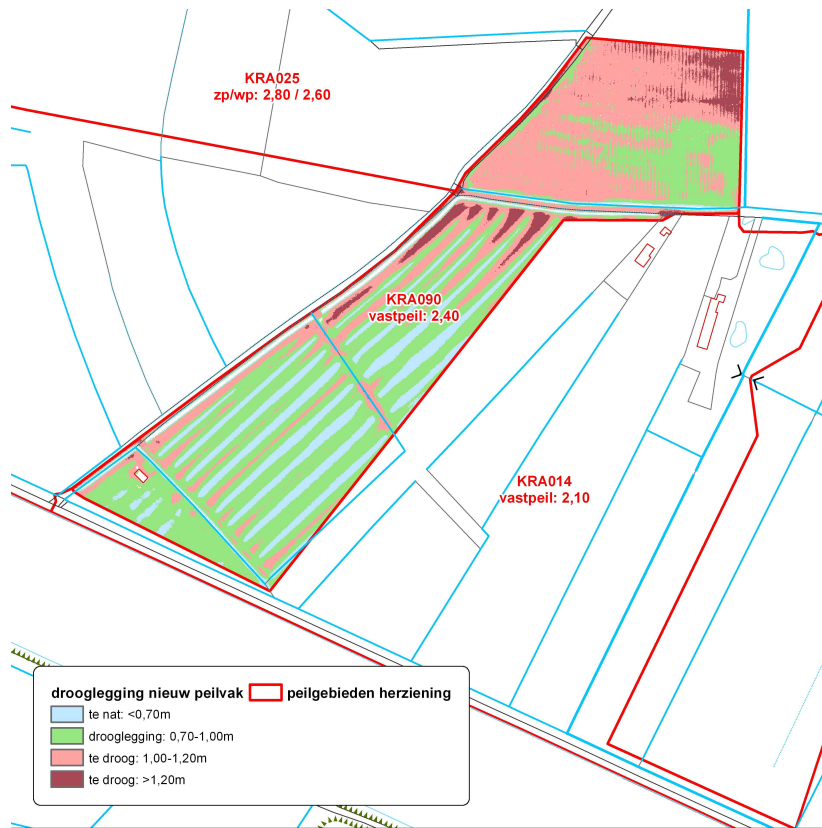 KRA025
zp/wp: 2,80 / 2,60
KRA090
vastpeil: 2,40
KRA014
vastpeil: 2,10
drooglegging nieuw peilvak
peilgebieden herziening
te nat: <0,70m
drooglegging: 0,70-1,00m
te droog: 1,00-1,20m
te droog: >1,20m